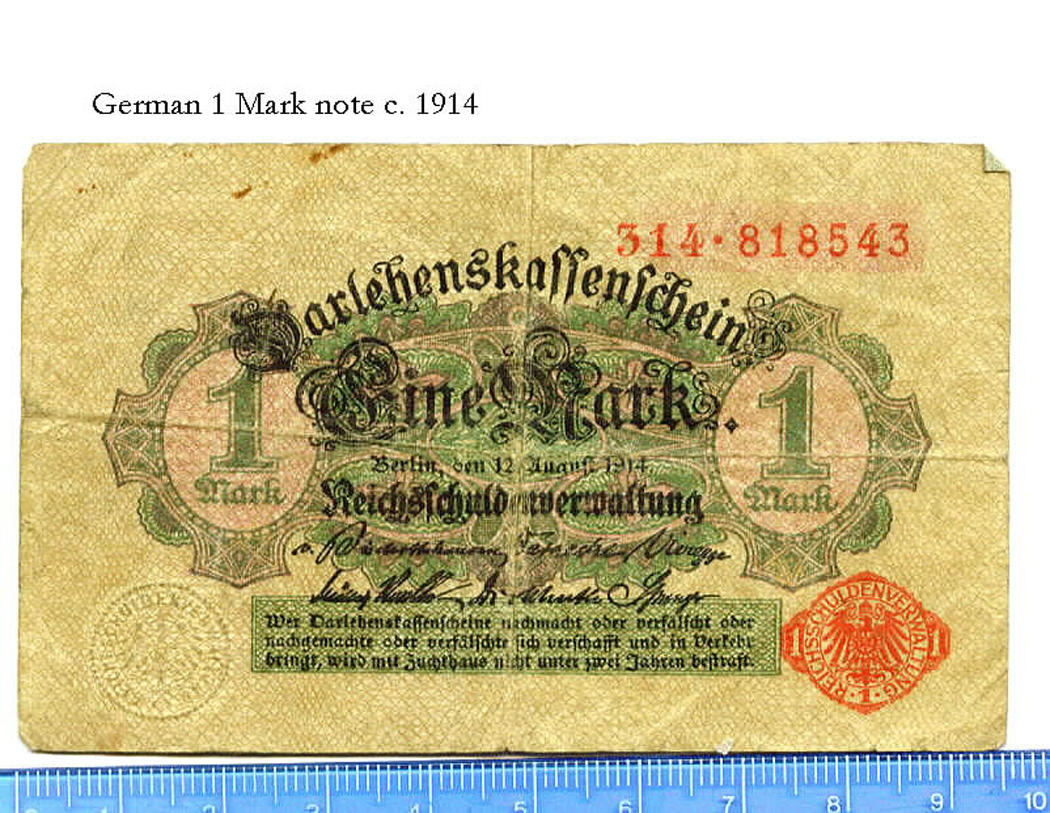 German 1 Mark note c. 1914
314·818543
Darlehenskassenschein
Eine Mark.
1 Mark
1 Mark
Berlin, den 12. August 1914.
Reichsschuldenverwaltung
Wer Darlehenskassenscheine nachmacht oder verfälscht oder
nachgemachte oder verfälschte sich verschafft und in Verkehr
bringt, wird mit Zuchthaus nicht unter zwei Jahren bestraft.
REICHSSCHULDENVERWALTUNG
1 1
·1·
2 3 4 5 6 7 8 9 10